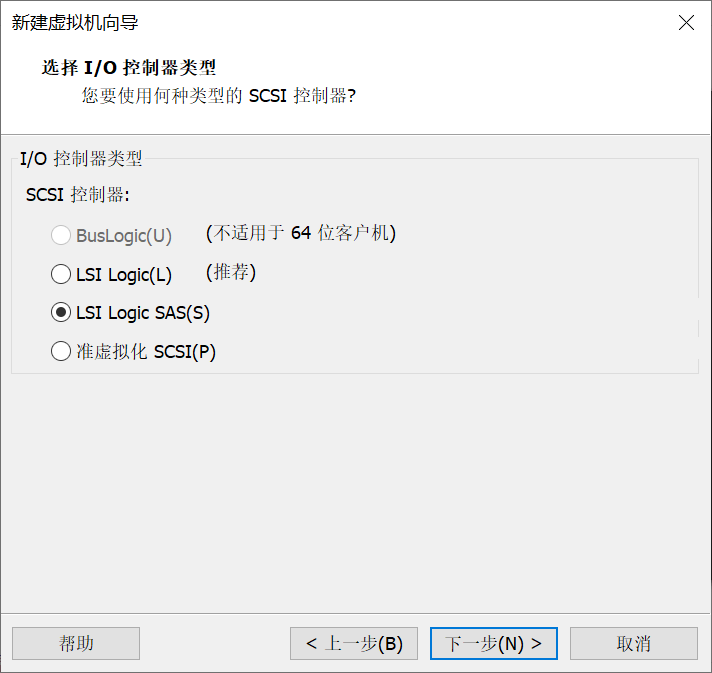 新建虚拟机向导
选择 I/O 控制器类型
您要使用何种类型的 SCSI 控制器?
I/O 控制器类型
SCSI 控制器:
BusLogic(U) (不适用于 64 位客户机)
LSI Logic(L) (推荐)
LSI Logic SAS(S)
准虚拟化 SCSI(P)
帮助 < 上一步(B) 下一步(N) > 取消